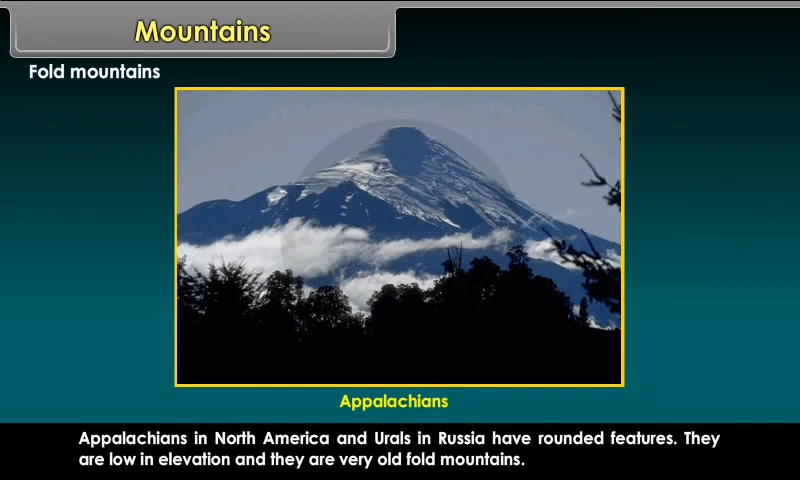 Mountains
Fold mountains
Appalachians
Appalachians in North America and Urals in Russia have rounded features. They
are low in elevation and they are very old fold mountains.